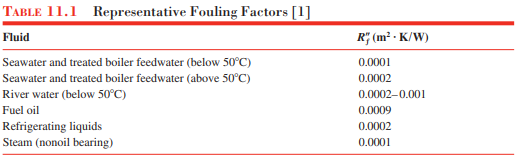 TABLE 11.1 Representative Fouling Factors [1]
Fluid R″f (m² · K/W)
Seawater and treated boiler feedwater (below 50°C) 0.0001
Seawater and treated boiler feedwater (above 50°C) 0.0002
River water (below 50°C) 0.0002–0.001
Fuel oil 0.0009
Refrigerating liquids 0.0002
Steam (nonoil bearing) 0.0001